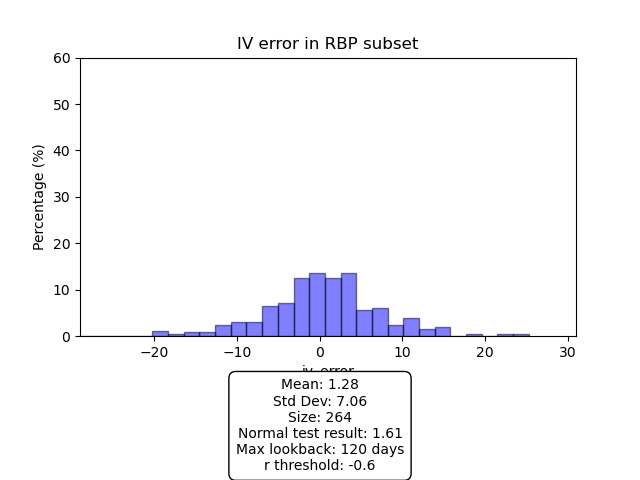 IV error in RBP subset
Percentage (%)
60
50
40
30
20
10
0
−20
−10
0
10
20
30
iv_error
Mean: 1.28
Std Dev: 7.06
Size: 264
Normal test result: 1.61
Max lookback: 120 days
r threshold: -0.6